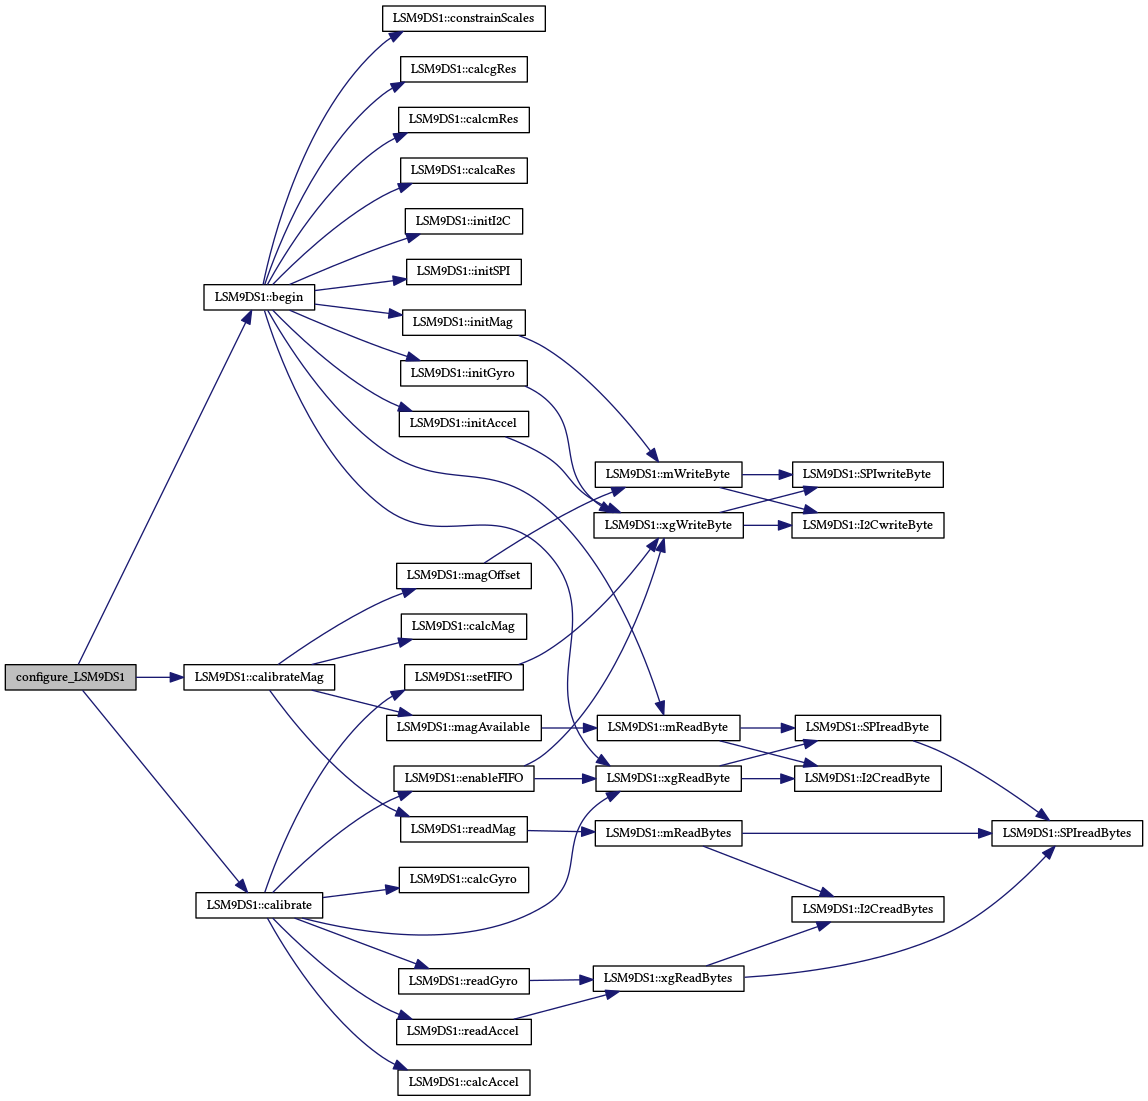 LSM9DS1::constrainScales
LSM9DS1::calcgRes
LSM9DS1::calcmRes
LSM9DS1::calcaRes
LSM9DS1::initI2C
LSM9DS1::initSPI
LSM9DS1::begin
LSM9DS1::initMag
LSM9DS1::initGyro
LSM9DS1::initAccel
LSM9DS1::mWriteByte
LSM9DS1::SPIwriteByte
LSM9DS1::xgWriteByte
LSM9DS1::I2CwriteByte
LSM9DS1::magOffset
LSM9DS1::calcMag
configure_LSM9DS1
LSM9DS1::calibrateMag
LSM9DS1::setFIFO
LSM9DS1::magAvailable
LSM9DS1::mReadByte
LSM9DS1::SPIreadByte
LSM9DS1::enableFIFO
LSM9DS1::xgReadByte
LSM9DS1::I2CreadByte
LSM9DS1::readMag
LSM9DS1::mReadBytes
LSM9DS1::SPIreadBytes
LSM9DS1::calcGyro
LSM9DS1::calibrate
LSM9DS1::I2CreadBytes
LSM9DS1::readGyro
LSM9DS1::xgReadBytes
LSM9DS1::readAccel
LSM9DS1::calcAccel